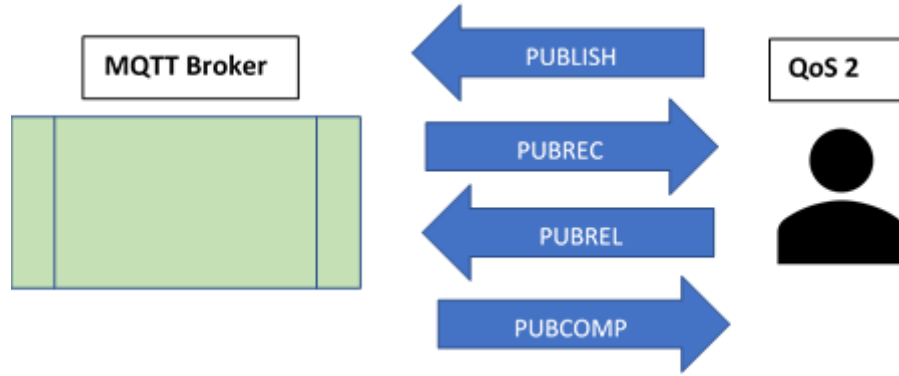 MQTT Broker
PUBLISH
QoS 2
PUBREC
PUBREL
PUBCOMP